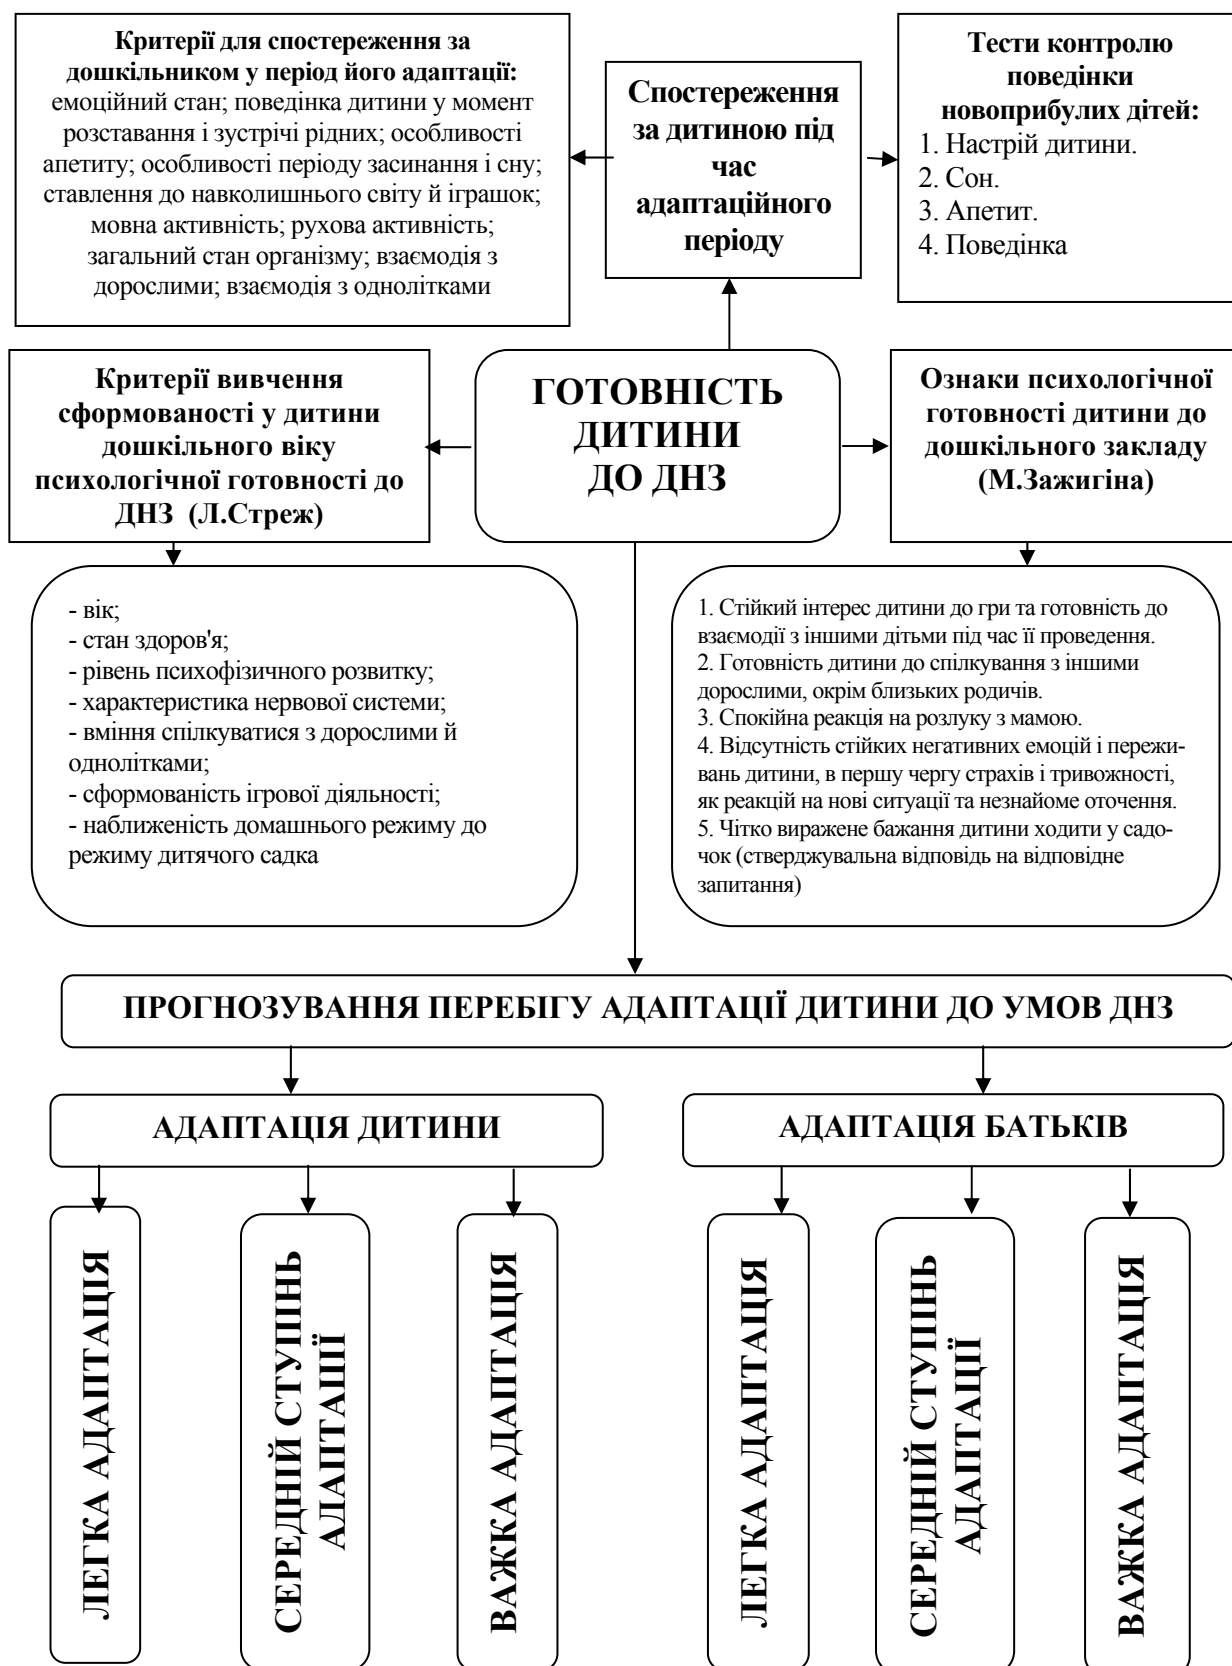 Критерії для спостереження за
дошкільником у період його адаптації:
емоційний стан; поведінка дитини у момент
розставання і зустрічі рідних; особливості
апетиту; особливості періоду засинання і сну;
ставлення до навколишнього світу й іграшок;
мовна активність; рухова активність;
загальний стан організму; взаємодія з
дорослими; взаємодія з однолітками
Спостереження
за дитиною під
час
адаптаційного
періоду
Тести контролю
поведінки
новоприбулих дітей:
1. Настрій дитини.
2. Сон.
3. Апетит.
4. Поведінка
Критерії вивчення
сформованості у дитини
дошкільного віку
психологічної готовності до
ДНЗ (Л.Стреж)
ГОТОВНІСТЬ
ДИТИНИ
ДО ДНЗ
Ознаки психологічної
готовності дитини до
дошкільного закладу
(М.Зажигіна)
- вік;
- стан здоров'я;
- рівень психофізичного розвитку;
- характеристика нервової системи;
- вміння спілкуватися з дорослими й
однолітками;
- сформованість ігрової діяльності;
- наближеність домашнього режиму до
режиму дитячого садка
1. Стійкий інтерес дитини до гри та готовність до
взаємодії з іншими дітьми під час її проведення.
2. Готовність дитини до спілкування з іншими
дорослими, окрім близьких родичів.
3. Спокійна реакція на розлуку з мамою.
4. Відсутність стійких негативних емоцій і пережи-
вань дитини, в першу чергу страхів і тривожності,
як реакцій на нові ситуації та незнайоме оточення.
5. Чітко виражене бажання дитини ходити у садо-
чок (стверджувальна відповідь на відповідне
запитання)
ПРОГНОЗУВАННЯ ПЕРЕБІГУ АДАПТАЦІЇ ДИТИНИ ДО УМОВ ДНЗ
АДАПТАЦІЯ ДИТИНИ
АДАПТАЦІЯ БАТЬКІВ
ЛЕГКА АДАПТАЦІЯ
СЕРЕДНІЙ СТУПІНЬ
АДАПТАЦІЇ
ВАЖКА АДАПТАЦІЯ
ЛЕГКА АДАПТАЦІЯ
СЕРЕДНІЙ СТУПІНЬ
АДАПТАЦІЇ
ВАЖКА АДАПТАЦІЯ